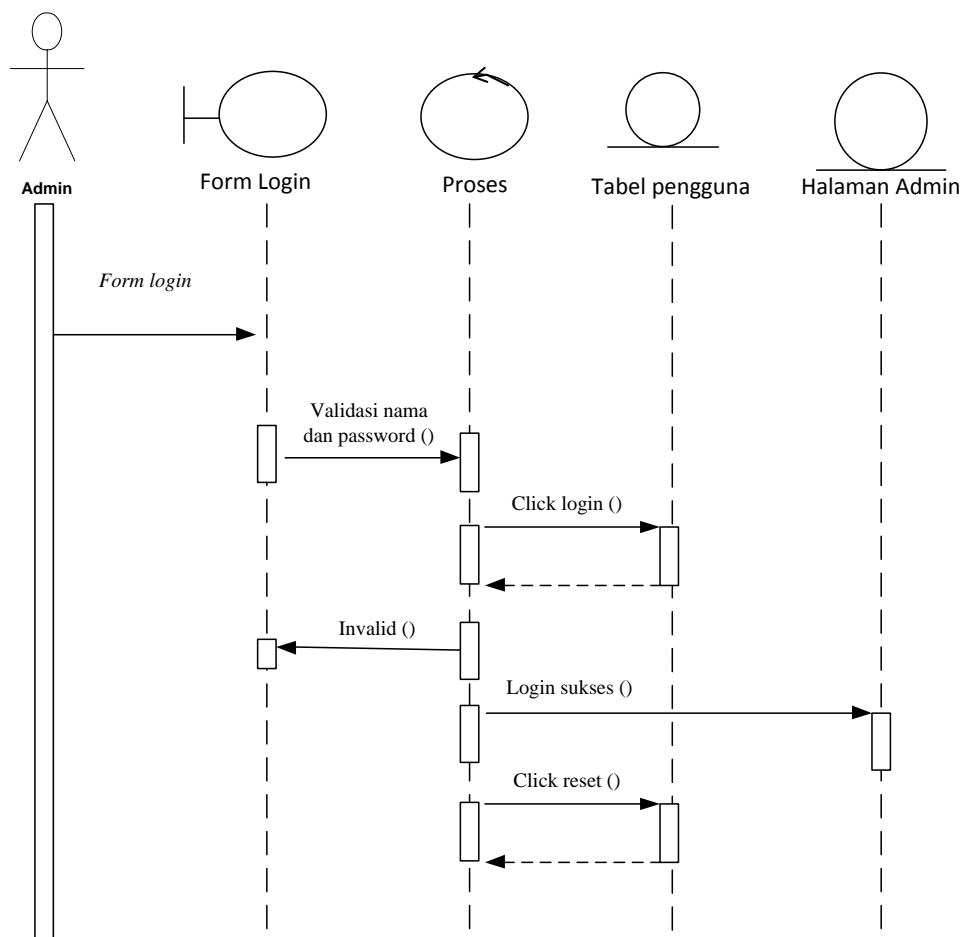 Admin
Form Login
Proses
Tabel pengguna
Halaman Admin
Form login
Validasi nama
dan password ()
Click login ()
Invalid ()
Login sukses ()
Click reset ()